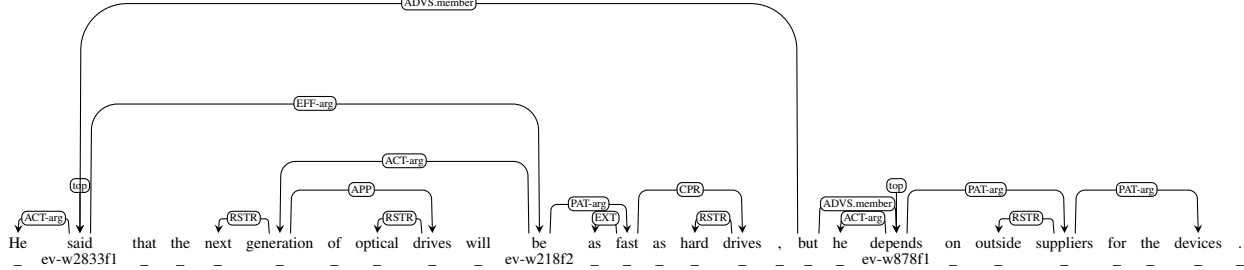 ADVS.member
EFF-arg
ACT-arg
top APP CPR top PAT-arg PAT-arg
PAT-arg ADVS.member
ACT-arg RSTR RSTR EXT RSTR ACT-arg RSTR
He said that the next generation of optical drives will be as fast as hard drives , but he depends on outside suppliers for the devices .
_ ev-w2833f1 _ _ _ _ _ _ _ _ ev-w218f2 _ _ _ _ _ _ _ _ ev-w878f1 _ _ _ _ _ _ _